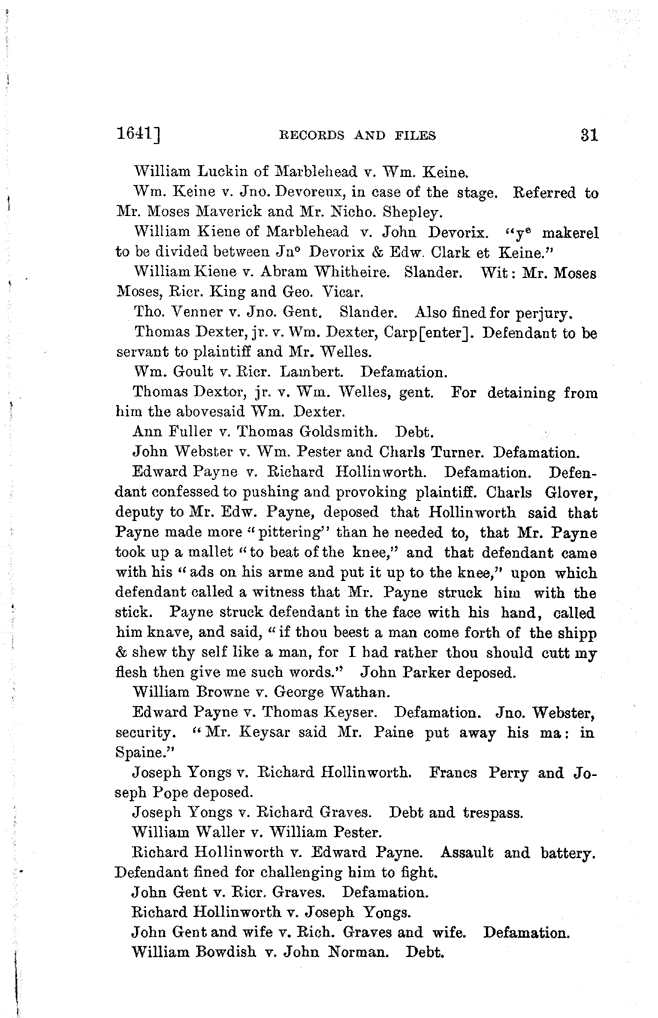 1641] RECORDS AND FILES 31
William Luckin of Marblehead v. Wm. Keine.
Wm. Keine v. Jno. Devoreux, in case of the stage. Referred to
Mr. Moses Maverick and Mr. Nicho. Shepley.
William Kiene of Marblehead v. John Devorix. "yᵉ makerel
to be divided between Jnº Devorix & Edw. Clark et Keine."
William Kiene v. Abram Whitheire. Slander. Wit: Mr. Moses
Moses, Ricr. King and Geo. Vicar.
Tho. Venner v. Jno. Gent. Slander. Also fined for perjury.
Thomas Dexter, jr. v. Wm. Dexter, Carp[enter]. Defendant to be
servant to plaintiff and Mr. Welles.
Wm. Goult v. Ricr. Lambert. Defamation.
Thomas Dextor, jr. v. Wm. Welles, gent. For detaining from
him the abovesaid Wm. Dexter.
Ann Fuller v. Thomas Goldsmith. Debt.
John Webster v. Wm. Pester and Charls Turner. Defamation.
Edward Payne v. Richard Hollinworth. Defamation. Defen-
dant confessed to pushing and provoking plaintiff. Charls Glover,
deputy to Mr. Edw. Payne, deposed that Hollinworth said that
Payne made more "pittering" than he needed to, that Mr. Payne
took up a mallet "to beat of the knee," and that defendant came
with his "ads on his arme and put it up to the knee," upon which
defendant called a witness that Mr. Payne struck him with the
stick. Payne struck defendant in the face with his hand, called
him knave, and said, "if thou beest a man come forth of the shipp
& shew thy self like a man, for I had rather thou should cutt my
flesh then give me such words." John Parker deposed.
William Browne v. George Wathan.
Edward Payne v. Thomas Keyser. Defamation. Jno. Webster,
security. "Mr. Keysar said Mr. Paine put away his ma: in
Spaine."
Joseph Yongs v. Richard Hollinworth. Francs Perry and Jo-
seph Pope deposed.
Joseph Yongs v. Richard Graves. Debt and trespass.
William Waller v. William Pester.
Richard Hollinworth v. Edward Payne. Assault and battery.
Defendant fined for challenging him to fight.
John Gent v. Ricr. Graves. Defamation.
Richard Hollinworth v. Joseph Yongs.
John Gent and wife v. Rich. Graves and wife. Defamation.
William Bowdish v. John Norman. Debt.